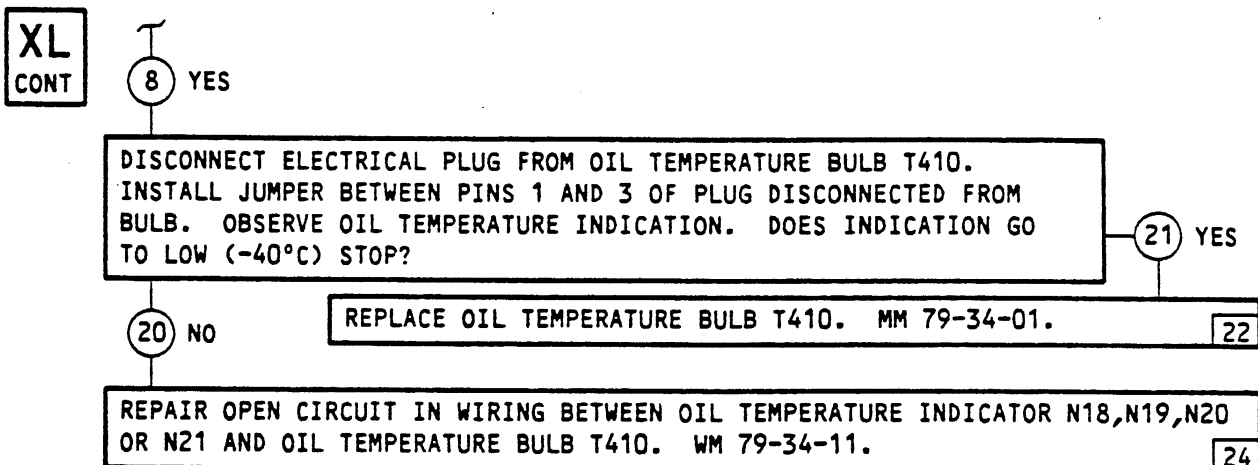 XL
CONT
8 YES
DISCONNECT ELECTRICAL PLUG FROM OIL TEMPERATURE BULB T410.
INSTALL JUMPER BETWEEN PINS 1 AND 3 OF PLUG DISCONNECTED FROM
BULB. OBSERVE OIL TEMPERATURE INDICATION. DOES INDICATION GO
TO LOW (-40°C) STOP?
21 YES
REPLACE OIL TEMPERATURE BULB T410. MM 79-34-01.
22
20 NO
REPAIR OPEN CIRCUIT IN WIRING BETWEEN OIL TEMPERATURE INDICATOR N18,N19,N20
OR N21 AND OIL TEMPERATURE BULB T410. WM 79-34-11.
24